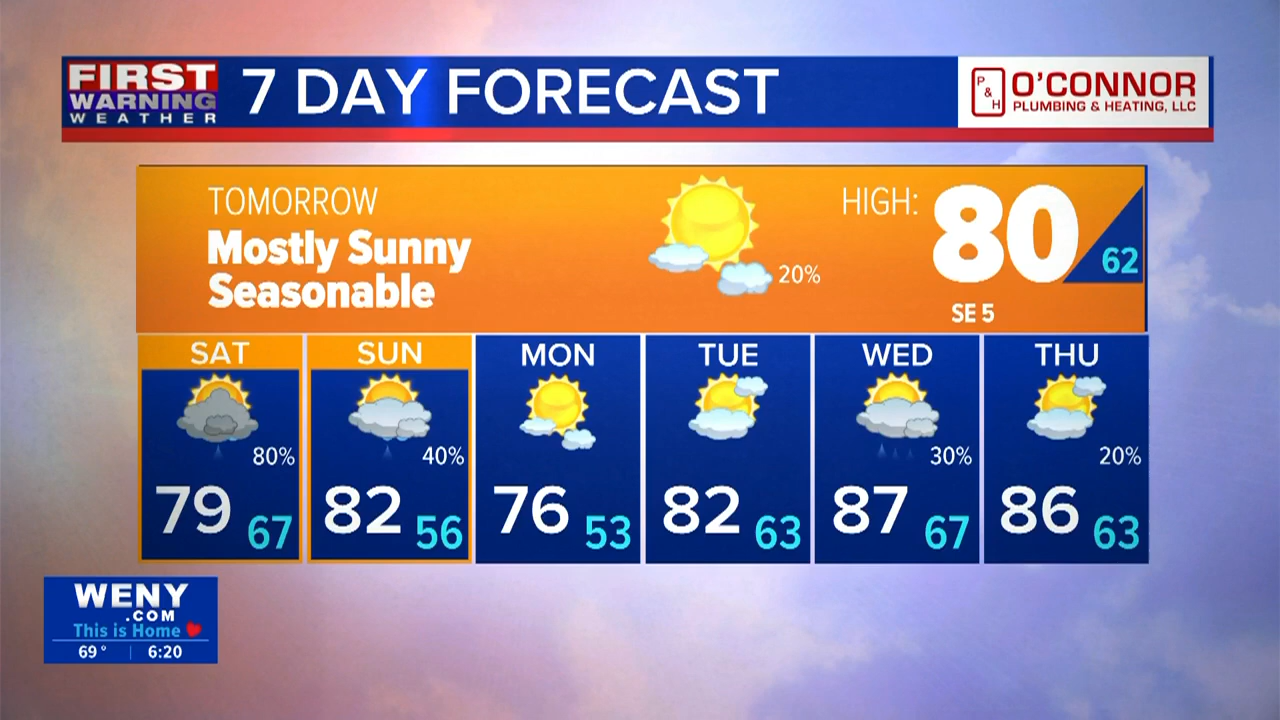 FIRST
WARNING
WEATHER
7 DAY FORECAST
P
&
H
O'CONNOR
PLUMBING & HEATING, LLC
TOMORROW
Mostly Sunny
Seasonable
20%
HIGH:
80
62
SE 5
SAT
80%
79
67
SUN
40%
82
56
MON
76
53
TUE
82
63
WED
30%
87
67
THU
20%
86
63
WENY
.COM
This is Home
69° | 6:20